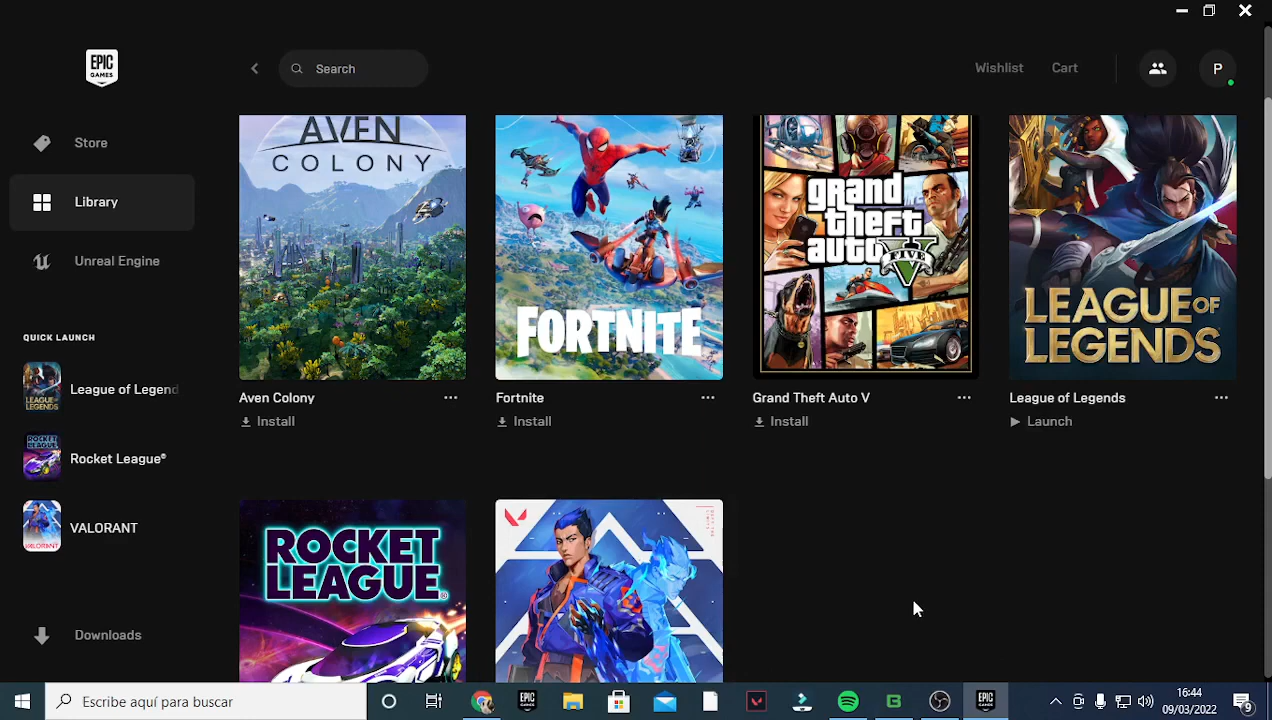 EPIC
GAMES
Search
Wishlist
Cart
P
Store
Library
Unreal Engine
QUICK LAUNCH
League of Legend
Rocket League®
VALORANT
Downloads
AVEN
COLONY
Aven Colony
Install
FORTNITE
Fortnite
Install
grand
theft
auto
FIVE
Grand Theft Auto V
Install
LEAGUE OF
LEGENDS
League of Legends
Launch
ROCKET
LEAGUE®
Escribe aquí para buscar
16:44
09/03/2022
9